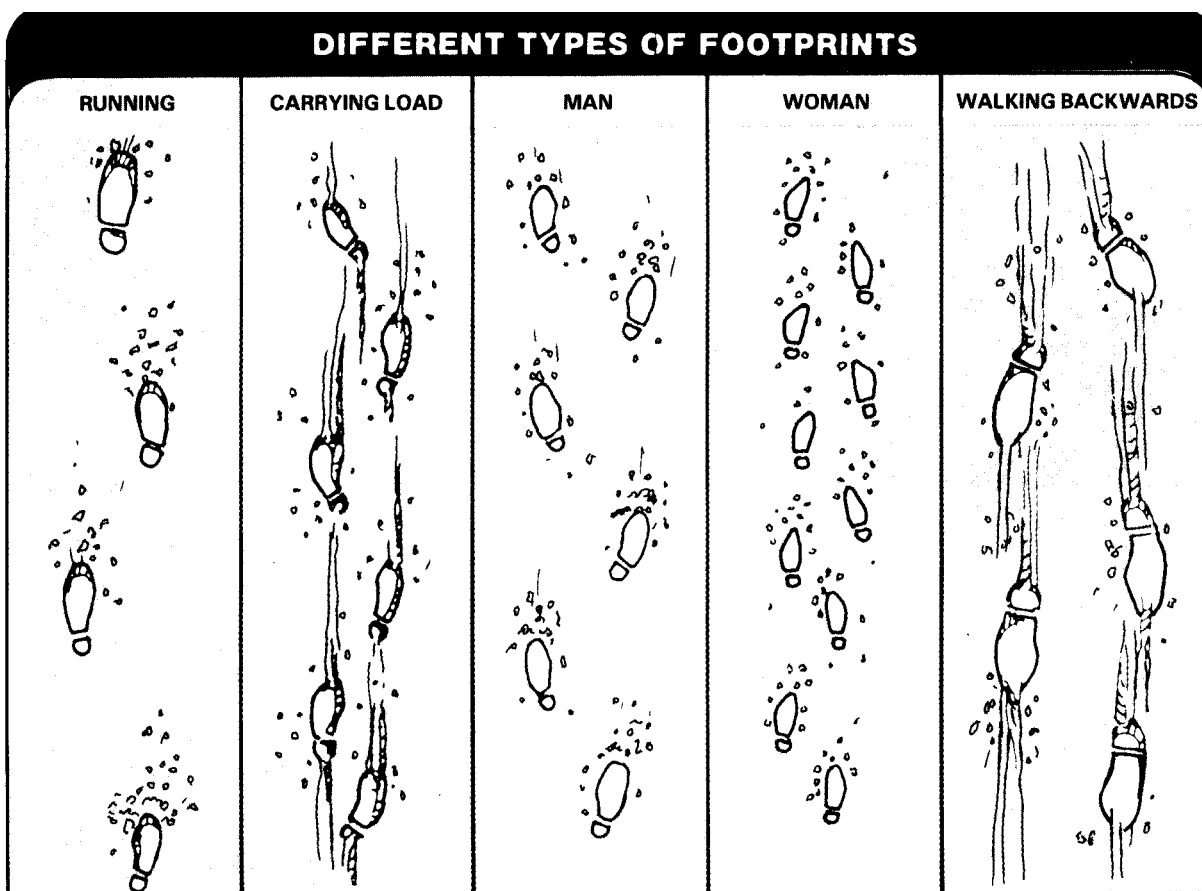 DIFFERENT TYPES OF FOOTPRINTS
RUNNING
CARRYING LOAD
MAN
WOMAN
WALKING BACKWARDS